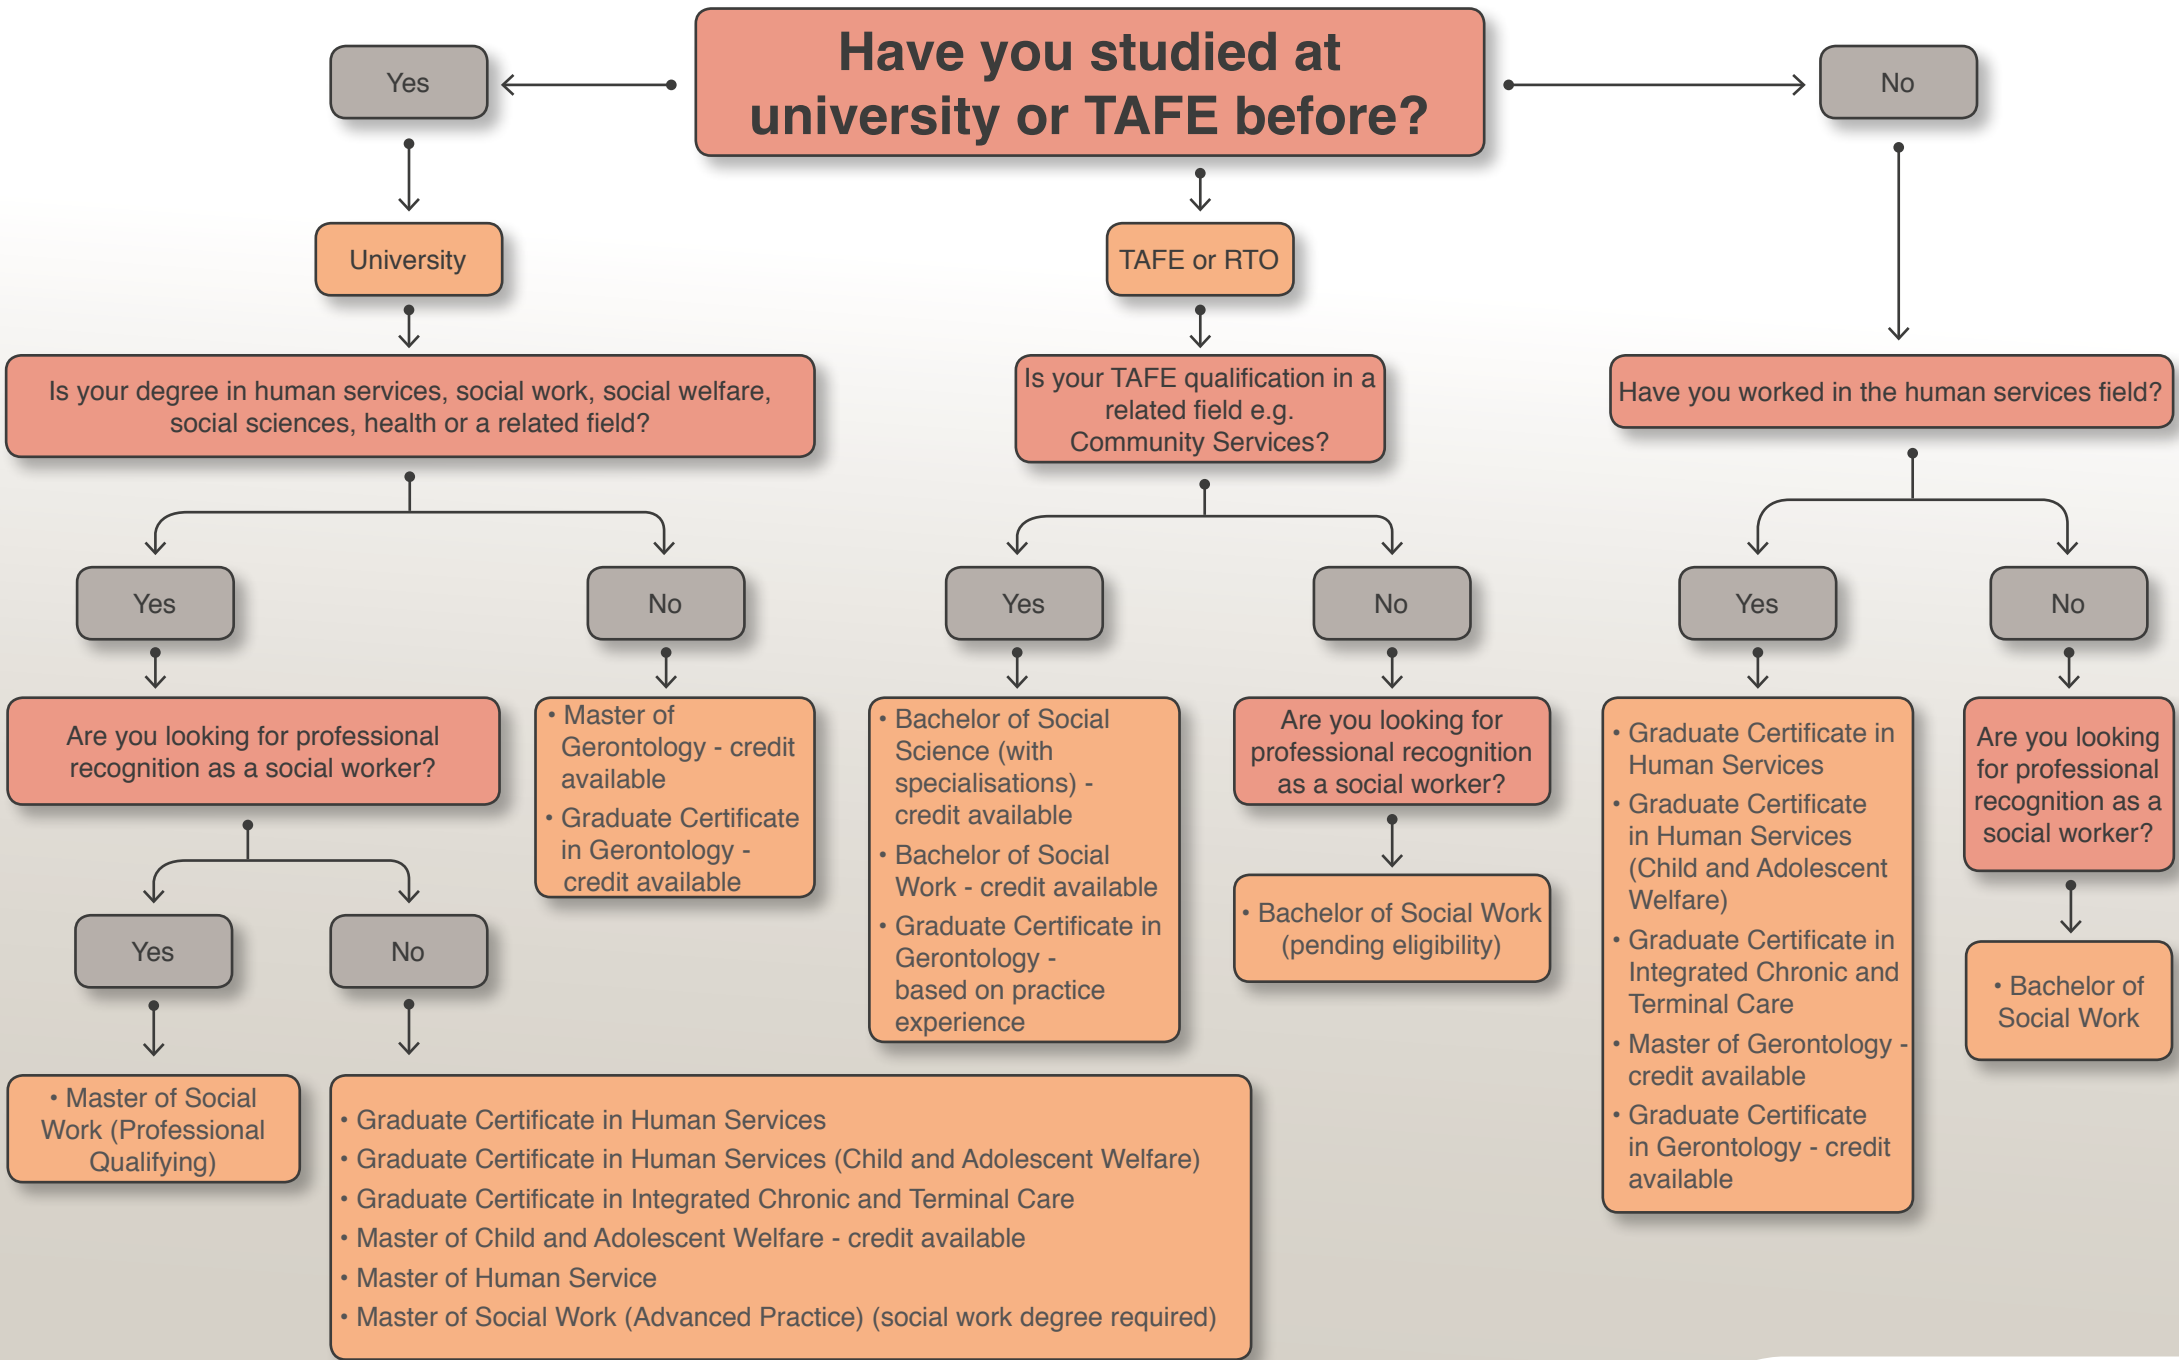 Have you studied at
university or TAFE before?
Yes
No
University
TAFE or RTO
Is your degree in human services, social work, social welfare,
social sciences, health or a related field?
Is your TAFE qualification in a
related field e.g.
Community Services?
Have you worked in the human services field?
Yes
No
Yes
No
Yes
No
Are you looking for professional
recognition as a social worker?
• Master of
Gerontology - credit
available
• Graduate Certificate
in Gerontology -
credit available
• Bachelor of Social
Science (with
specialisations) -
credit available
• Bachelor of Social
Work - credit available
• Graduate Certificate in
Gerontology -
based on practice
experience
Are you looking for
professional recognition
as a social worker?
• Bachelor of Social Work
(pending eligibility)
• Graduate Certificate in
Human Services
• Graduate Certificate
in Human Services
(Child and Adolescent
Welfare)
• Graduate Certificate in
Integrated Chronic and
Terminal Care
• Master of Gerontology -
credit available
• Graduate Certificate
in Gerontology - credit
available
Are you looking
for professional
recognition as a
social worker?
• Bachelor of
Social Work
Yes
No
• Master of Social
Work (Professional
Qualifying)
• Graduate Certificate in Human Services
• Graduate Certificate in Human Services (Child and Adolescent Welfare)
• Graduate Certificate in Integrated Chronic and Terminal Care
• Master of Child and Adolescent Welfare - credit available
• Master of Human Service
• Master of Social Work (Advanced Practice) (social work degree required)